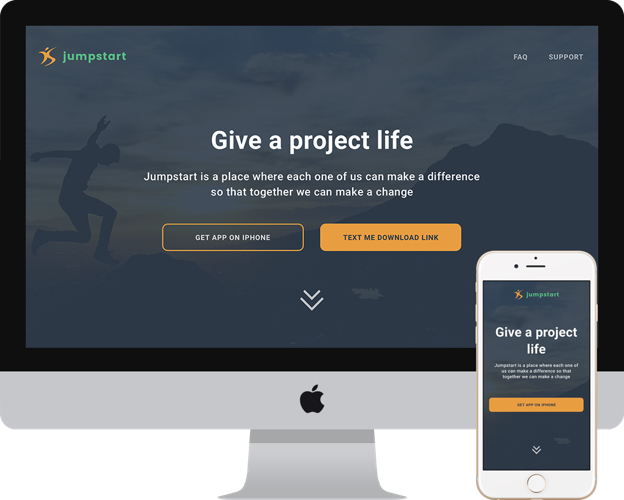 jumpstart
FAQ SUPPORT
Give a project life
Jumpstart is a place where each one of us can make a difference
so that together we can make a change
GET APP ON IPHONE TEXT ME DOWNLOAD LINK
jumpstart
Give a project
life
Jumpstart is a place where each one of
us can make a difference so that
together we can make a change
GET APP ON IPHONE